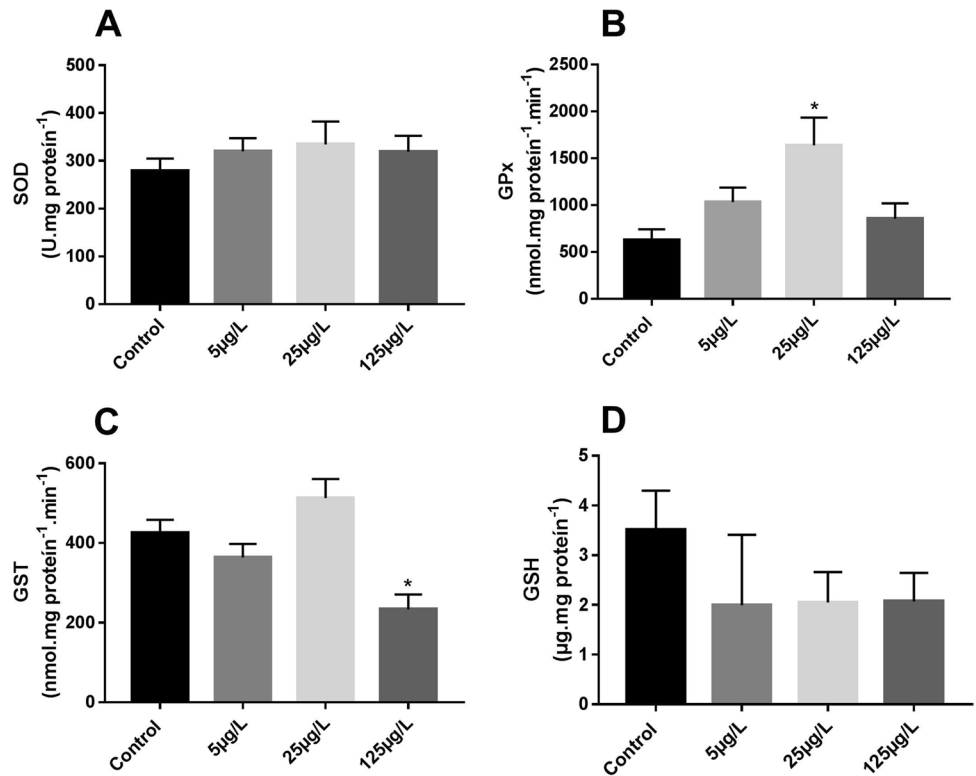 A
SOD
(U.mg proteín⁻¹)
500
400
300
200
100
0
Control
5µg/L
25µg/L
125µg/L
B
GPx
(nmol.mg proteín⁻¹.min⁻¹)
2500
2000
1500
1000
500
0
*
Control
5µg/L
25µg/L
125µg/L
C
GST
(nmol.mg proteín⁻¹.min⁻¹)
600
400
200
0
*
Control
5µg/L
25µg/L
125µg/L
D
GSH
(µg.mg proteín⁻¹)
5
4
3
2
1
0
Control
5µg/L
25µg/L
125µg/L